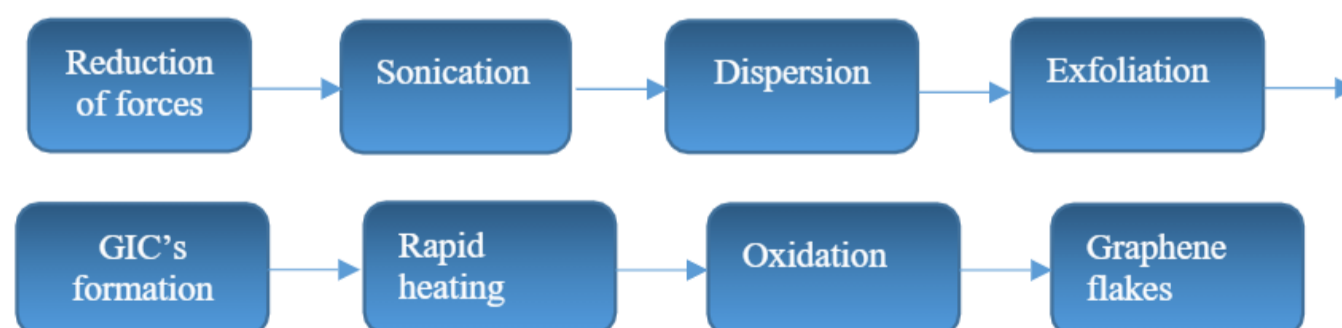 Reduction
of forces
Sonication
Dispersion
Exfoliation
GIC’s
formation
Rapid
heating
Oxidation
Graphene
flakes